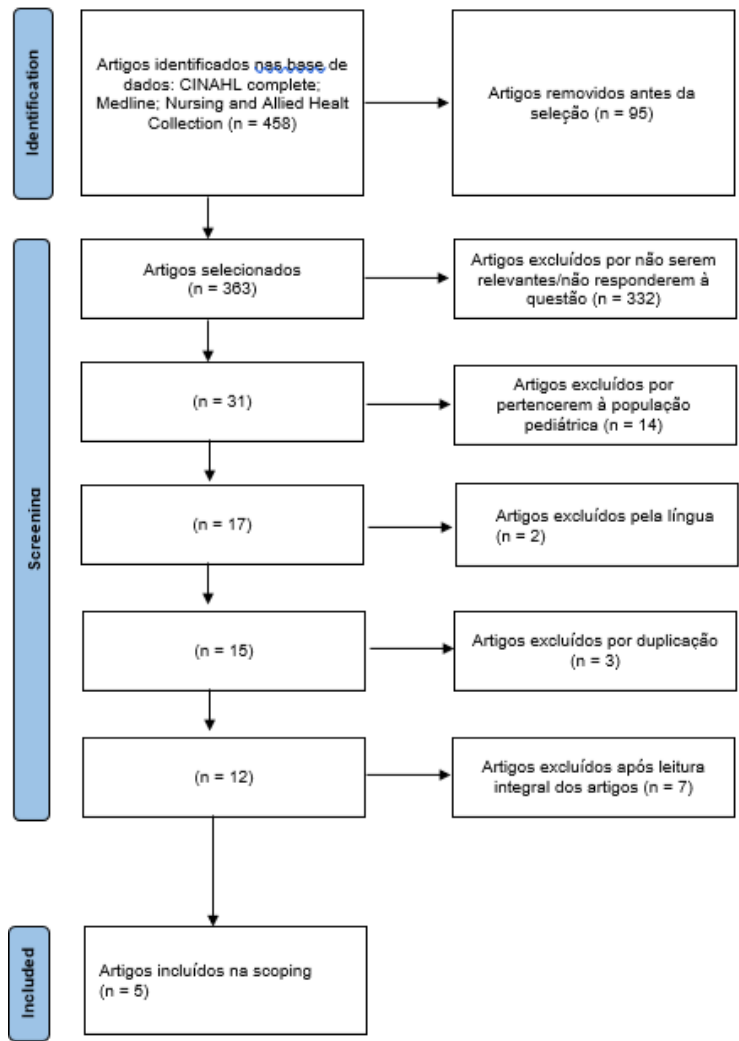 Identification
Artigos identificados nas base de
dados: CINAHL complete;
Medline; Nursing and Allied Healt
Collection (n = 458)
Artigos removidos antes da
seleção (n = 95)
Screening
Artigos selecionados
(n = 363)
Artigos excluídos por não serem
relevantes/não responderem à
questão (n = 332)
(n = 31)
Artigos excluídos por
pertencerem à população
pediátrica (n = 14)
(n = 17)
Artigos excluídos pela língua
(n = 2)
(n = 15)
Artigos excluídos por duplicação
(n = 3)
(n = 12)
Artigos excluídos após leitura
integral dos artigos (n = 7)
Included
Artigos incluídos na scoping
(n = 5)